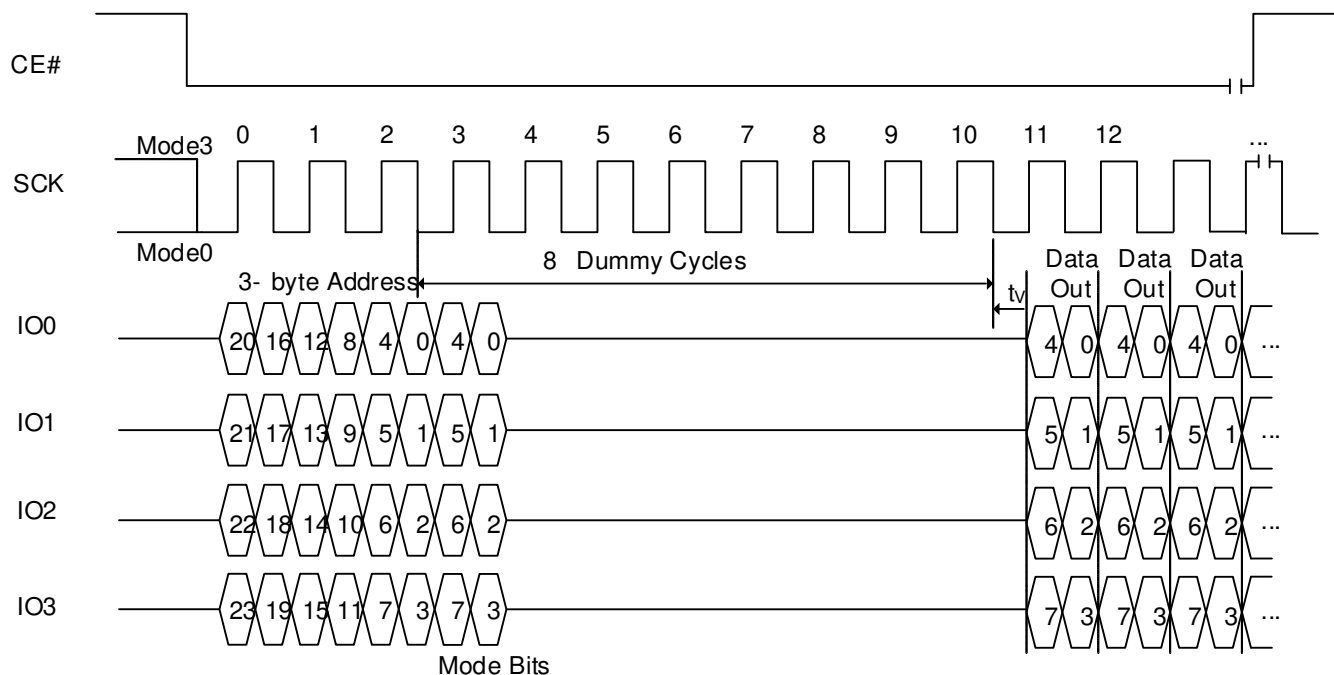 CE#
0 1 2 3 4 5 6 7 8 9 10 11 12 ...
Mode3
SCK
Mode0
8 Dummy Cycles
3- byte Address
Data Out Data Out Data Out
tV
IO0 20 16 12 8 4 0 4 0 4 0 4 0 4 0 ...
IO1 21 17 13 9 5 1 5 1 5 1 5 1 5 1 ...
IO2 22 18 14 10 6 2 6 2 6 2 6 2 6 2 ...
IO3 23 19 15 11 7 3 7 3 7 3 7 3 7 3 ...
Mode Bits